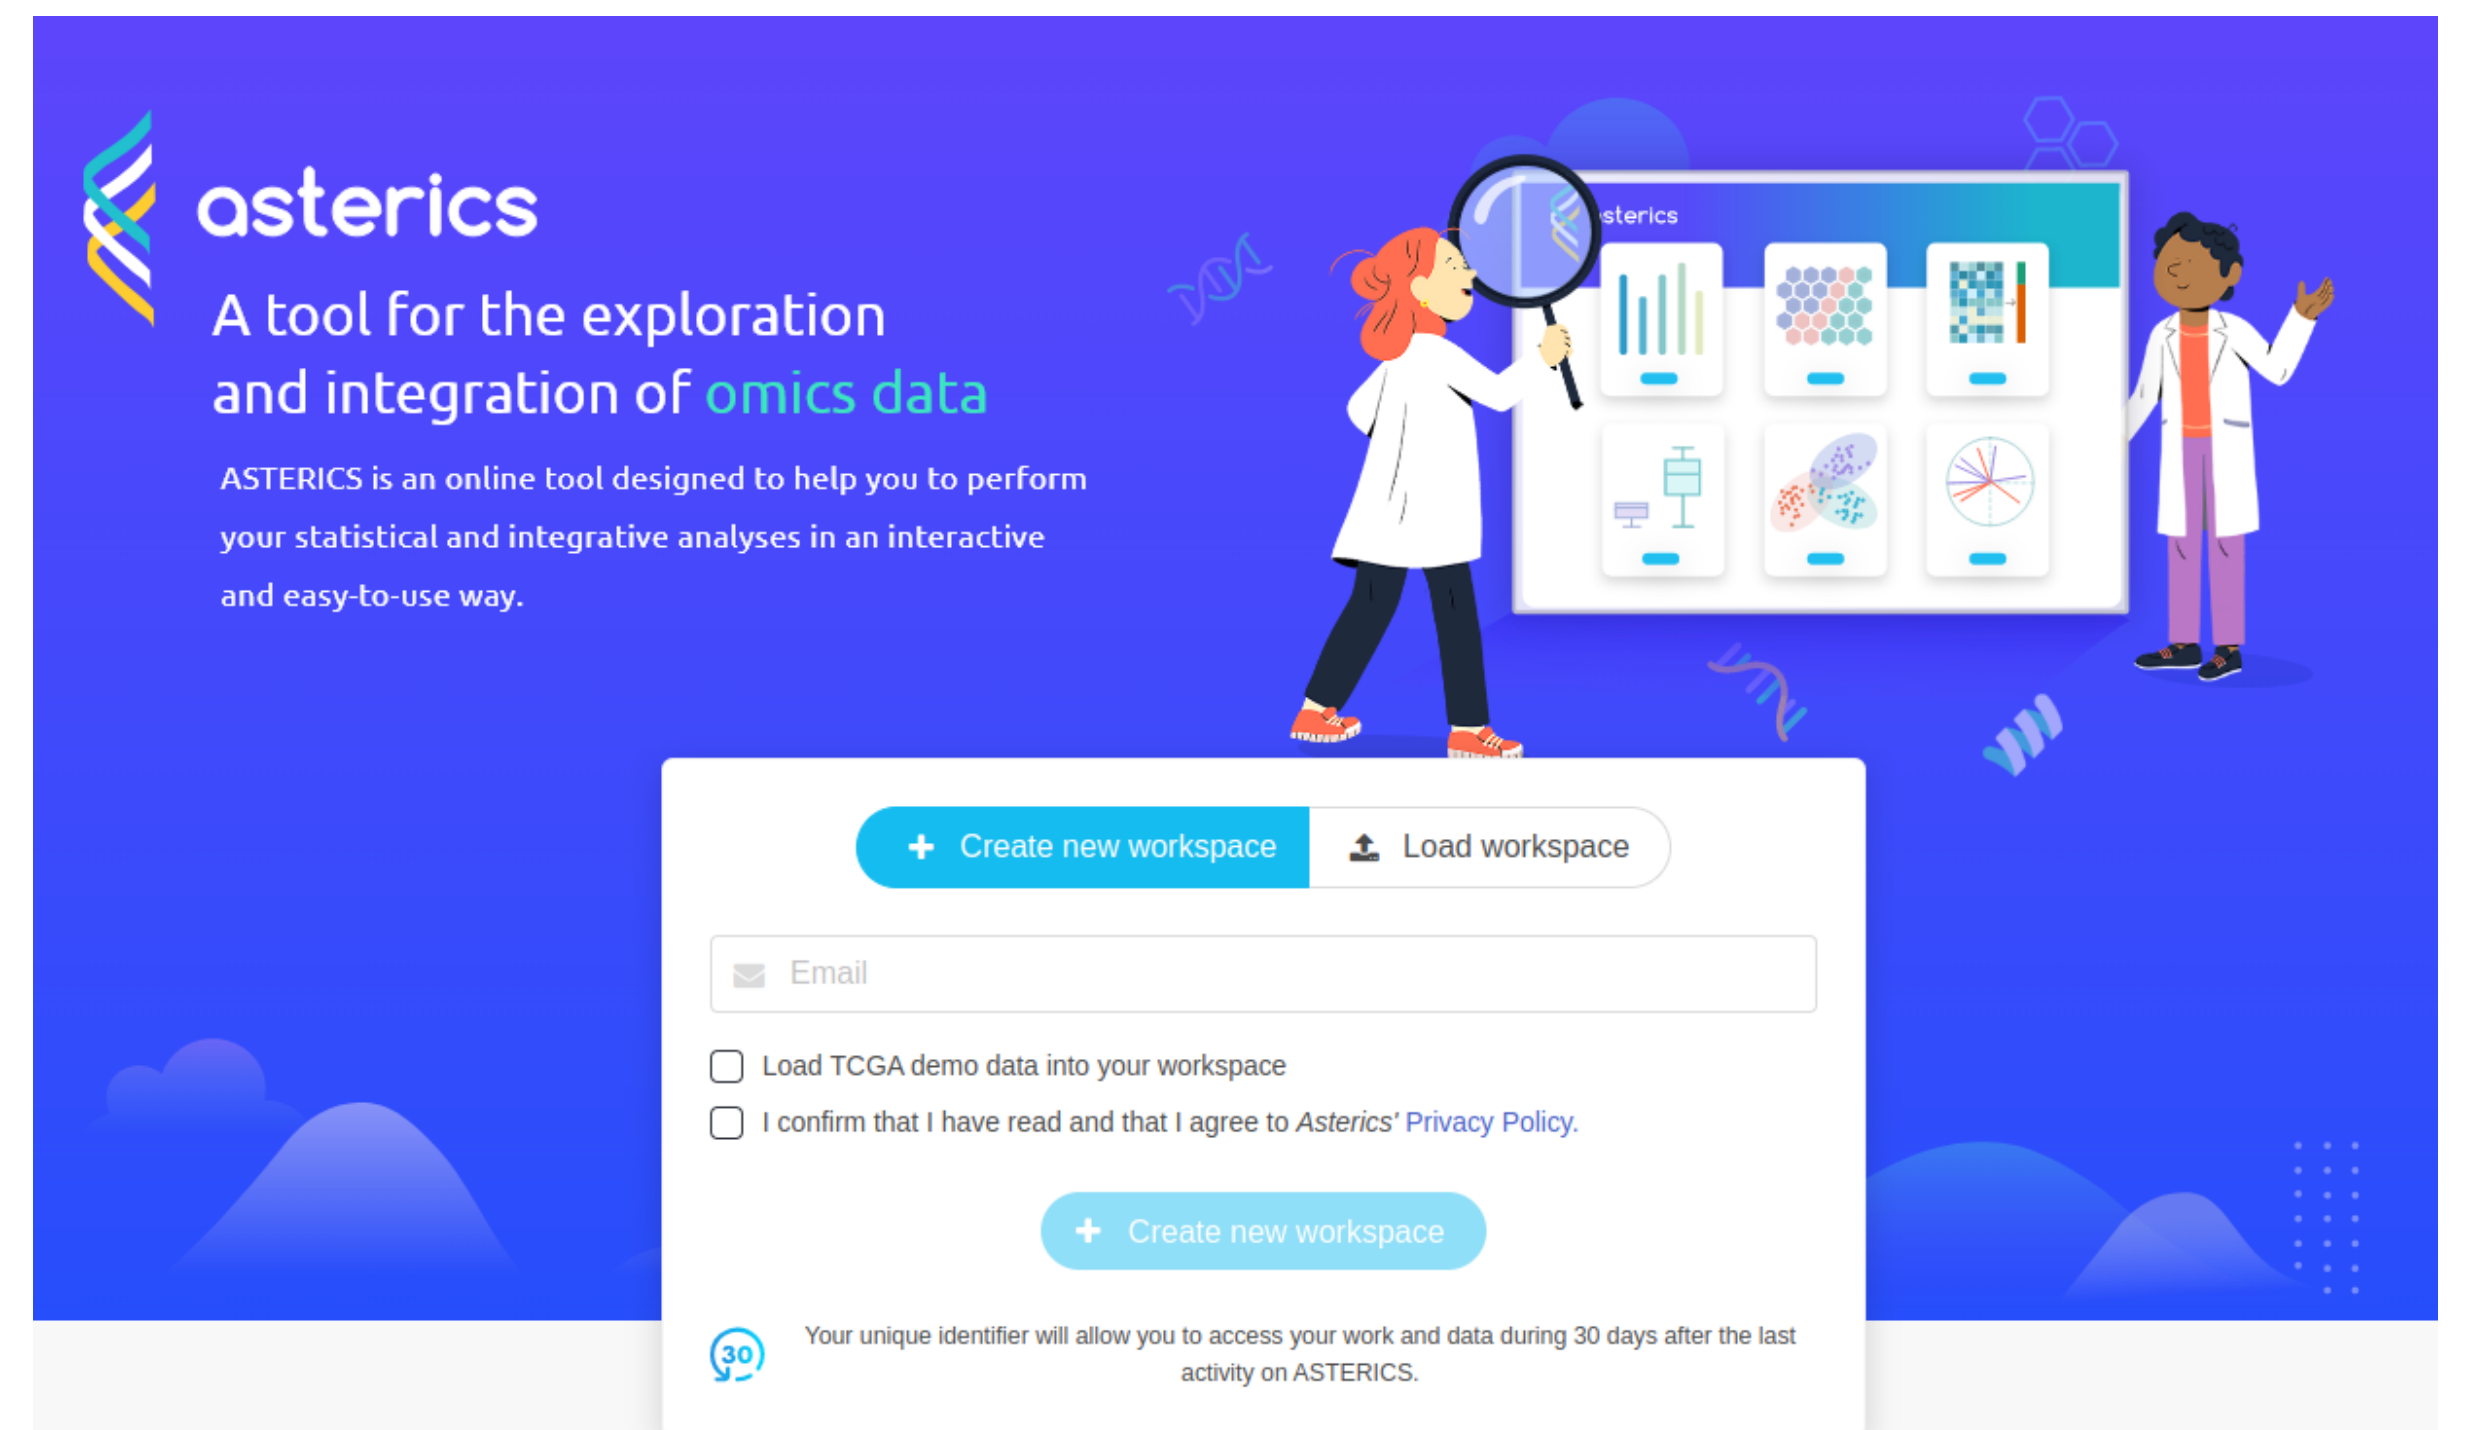 asterics
A tool for the exploration
and integration of omics data
ASTERICS is an online tool designed to help you to perform
your statistical and integrative analyses in an interactive
and easy-to-use way.
sterics
Create new workspace
Load workspace
Email
Load TCGA demo data into your workspace
I confirm that I have read and that I agree to Asterics' Privacy Policy.
Create new workspace
30
Your unique identifier will allow you to access your work and data during 30 days after the last
activity on ASTERICS.